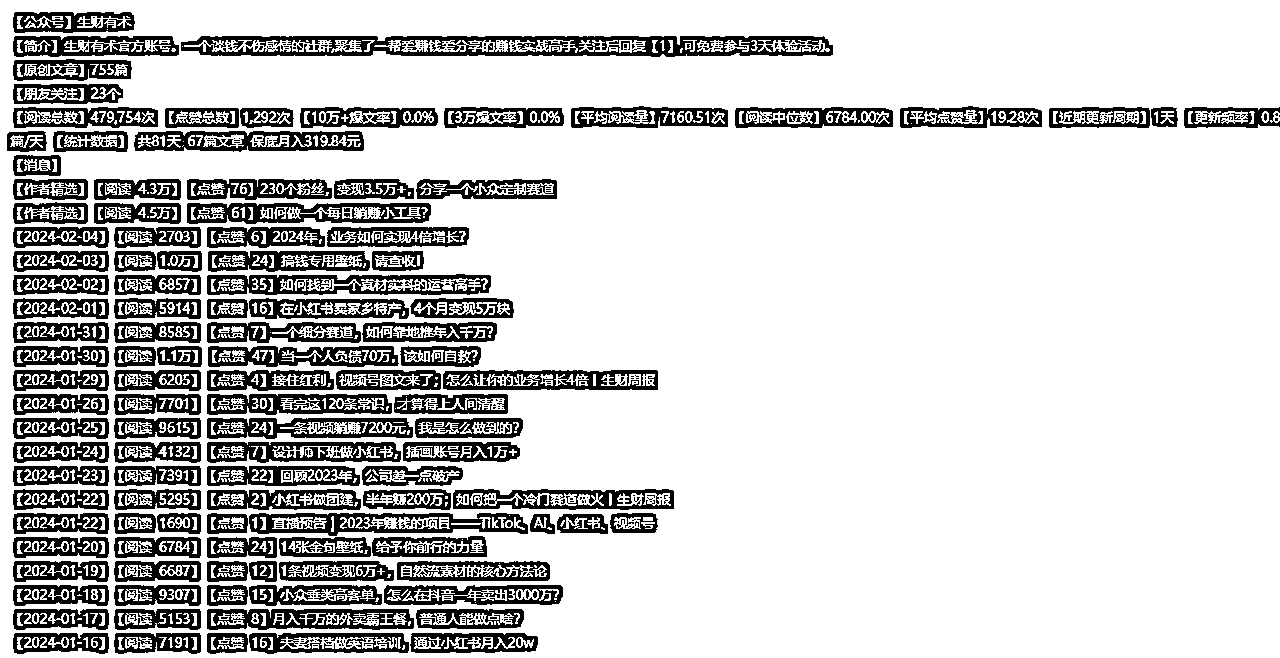 【公众号】生财有术
【简介】生财有术官方账号。一个谈钱不伤感情的社群,聚集了一帮爱赚钱爱分享的赚钱实战高手,关注后回复【1】,可免费参与3天体验活动。
【原创文章】755篇
【朋友关注】23个
【阅读总数】479,754次 【点赞总数】1,292次 【10万+爆文率】0.0% 【3万爆文率】0.0% 【平均阅读量】7160.51次 【阅读中位数】6784.00次 【平均点赞量】19.28次 【近期更新周期】1天 【更新频率】0.8
篇/天 【统计数据】 共81天 67篇文章 保底月入319.84元
【消息】
【作者精选】【阅读 4.3万】【点赞 76】230个粉丝，变现3.5万+，分享一个小众定制赛道
【作者精选】【阅读 4.5万】【点赞 61】如何做一个每日躺赚小工具？
【2024-02-04】【阅读 2703】【点赞 6】2024年，业务如何实现4倍增长？
【2024-02-03】【阅读 1.0万】【点赞 24】搞钱专用壁纸，请查收！
【2024-02-02】【阅读 6857】【点赞 35】如何找到一个真材实料的运营高手？
【2024-02-01】【阅读 5914】【点赞 16】在小红书卖家乡特产，4个月变现5万块
【2024-01-31】【阅读 8585】【点赞 7】一个细分赛道，如何靠地推年入千万？
【2024-01-30】【阅读 1.1万】【点赞 47】当一个人负债70万，该如何自救？
【2024-01-29】【阅读 6205】【点赞 4】接住红利，视频号图文来了；怎么让你的业务增长4倍丨生财周报
【2024-01-26】【阅读 7701】【点赞 30】看完这120条常识，才算得上人间清醒
【2024-01-25】【阅读 9615】【点赞 24】一条视频躺赚7200元，我是怎么做到的？
【2024-01-24】【阅读 4132】【点赞 7】设计师下班做小红书，插画账号月入1万+
【2024-01-23】【阅读 7391】【点赞 22】回顾2023年，公司差一点破产
【2024-01-22】【阅读 5295】【点赞 2】小红书做团建，半年赚200万；如何把一个冷门赛道做火丨生财周报
【2024-01-22】【阅读 1690】【点赞 1】直播预告 | 2023年赚钱的项目——TikTok、AI、小红书、视频号
【2024-01-20】【阅读 6784】【点赞 24】14张金句壁纸，给予你前行的力量
【2024-01-19】【阅读 6687】【点赞 12】1条视频变现6万+，自然流素材的核心方法论
【2024-01-18】【阅读 9307】【点赞 15】小众垂类高客单，怎么在抖音一年卖出3000万？
【2024-01-17】【阅读 5153】【点赞 8】月入千万的外卖霸王餐，普通人能做点啥？
【2024-01-16】【阅读 7191】【点赞 16】夫妻搭档做英语培训，通过小红书月入20w